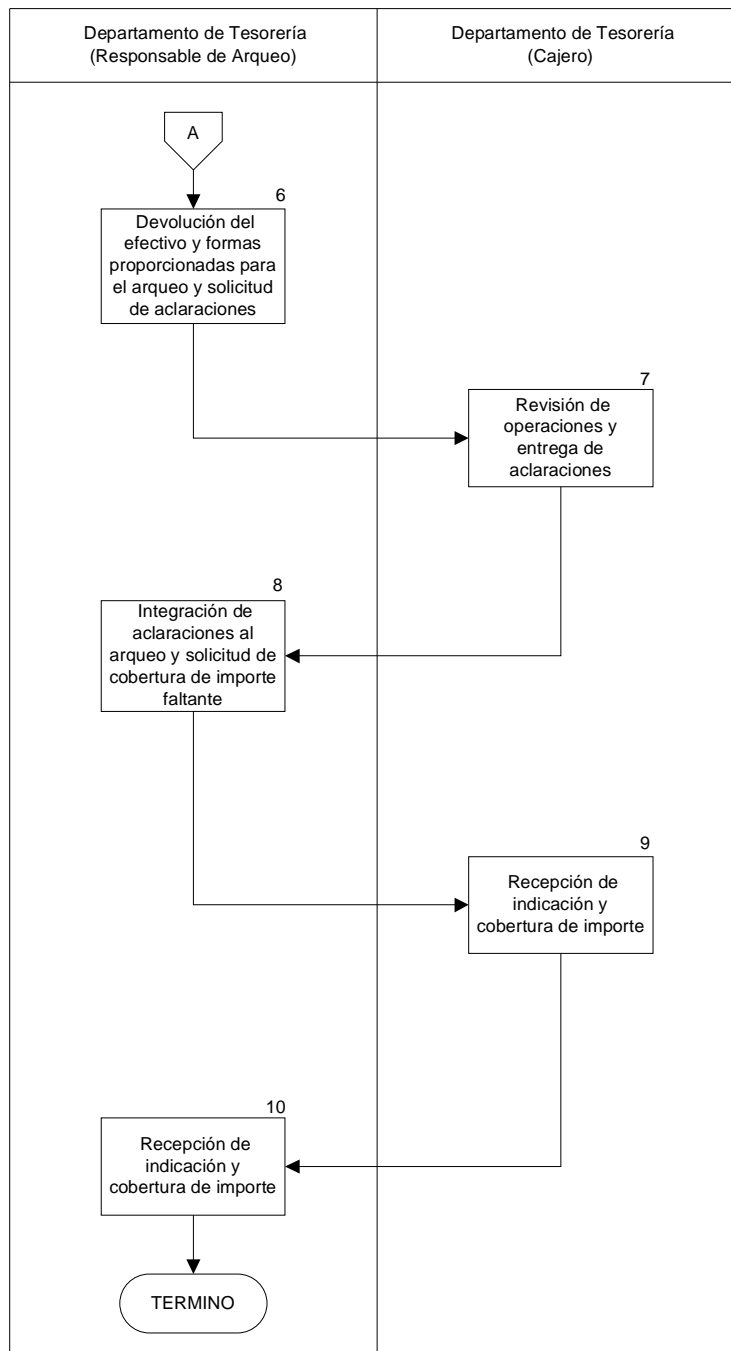 Departamento de Tesorería
(Responsable de Arqueo)
Departamento de Tesorería
(Cajero)
A
6
Devolución del
efectivo y formas
proporcionadas para
el arqueo y solicitud
de aclaraciones
7
Revisión de
operaciones y
entrega de
aclaraciones
8
Integración de
aclaraciones al
arqueo y solicitud de
cobertura de importe
faltante
9
Recepción de
indicación y
cobertura de importe
10
Recepción de
indicación y
cobertura de importe
TERMINO